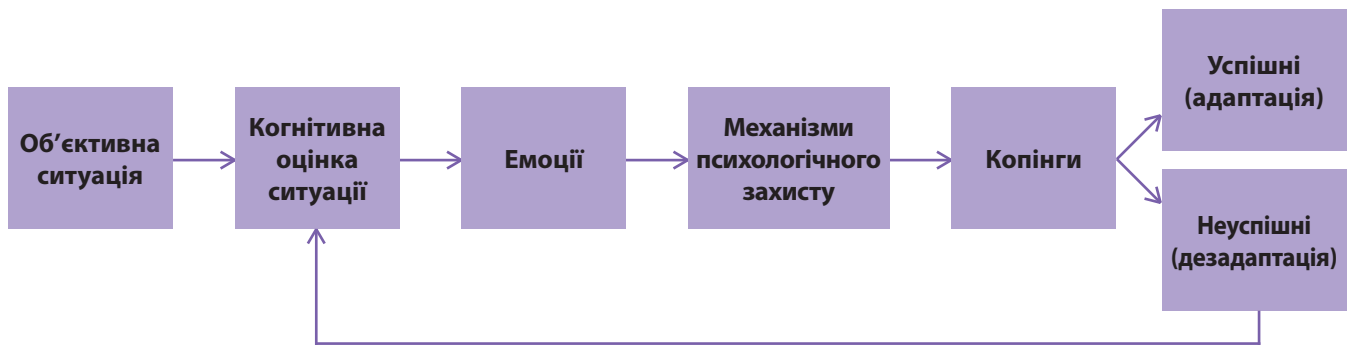 Об’єктивна
ситуація
Когнітивна
оцінка
ситуації
Емоції
Механізми
психологічного
захисту
Копінги
Успішні
(адаптація)
Неуспішні
(дезадаптація)